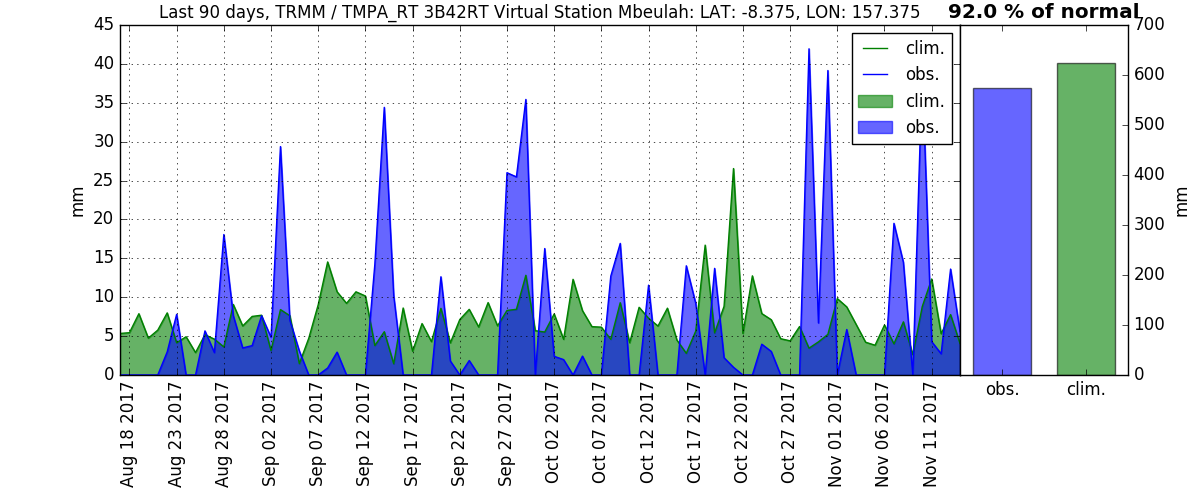 Last 90 days, TRMM / TMPA_RT 3B42RT Virtual Station Mbeulah: LAT: -8.375, LON: 157.375
92.0 % of normal
45
40
35
30
25
20
15
10
5
0
mm
clim.
obs.
clim.
obs.
700
600
500
400
300
200
100
0
mm
obs.
clim.
Aug 18 2017
Aug 23 2017
Aug 28 2017
Sep 02 2017
Sep 07 2017
Sep 12 2017
Sep 17 2017
Sep 22 2017
Sep 27 2017
Oct 02 2017
Oct 07 2017
Oct 12 2017
Oct 17 2017
Oct 22 2017
Oct 27 2017
Nov 01 2017
Nov 06 2017
Nov 11 2017